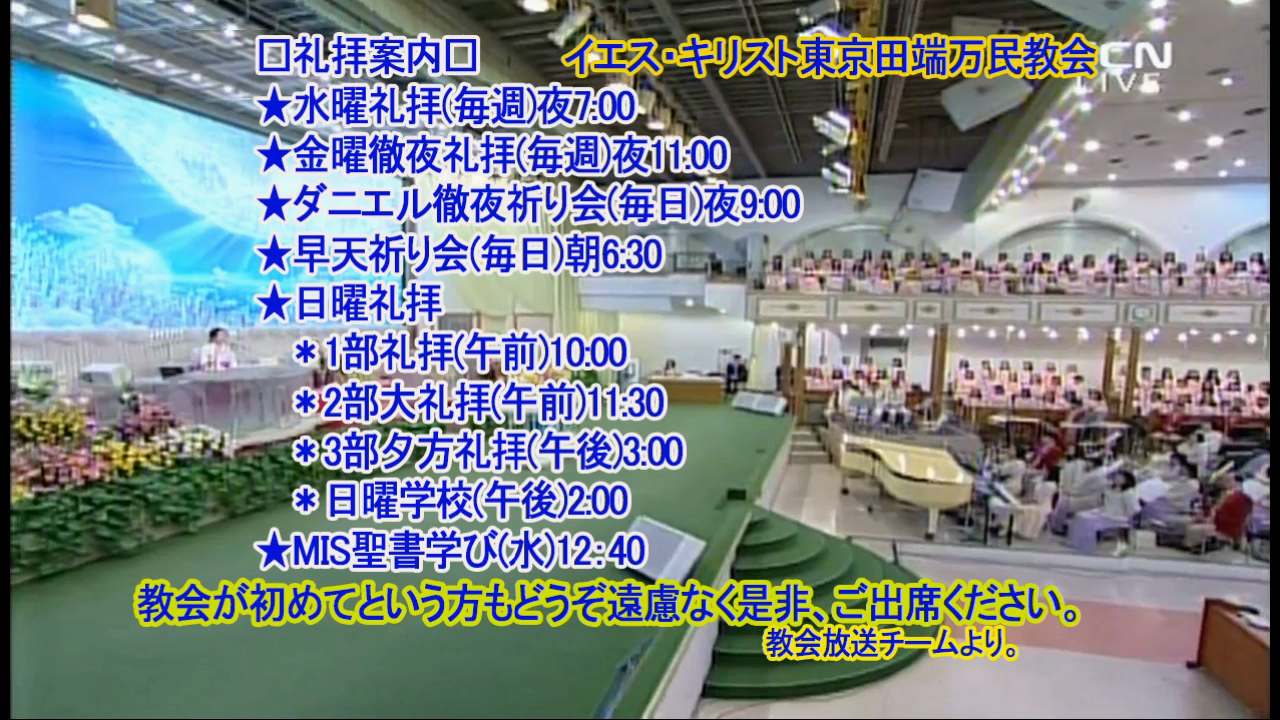 □礼拝案内□ イエス・キリスト東京田端万民教会
CN
LIVE
★水曜礼拝(毎週)夜7:00
★金曜徹夜礼拝(毎週)夜11:00
★ダニエル徹夜祈り会(毎日)夜9:00
★早天祈り会(毎日)朝6:30
★日曜礼拝
＊1部礼拝(午前)10:00
＊2部大礼拝(午前)11:30
＊3部夕方礼拝(午後)3:00
＊日曜学校(午後)2:00
★MIS聖書学び(水)12：40
教会が初めてという方もどうぞ遠慮なく是非、ご出席ください。
教会放送チームより。